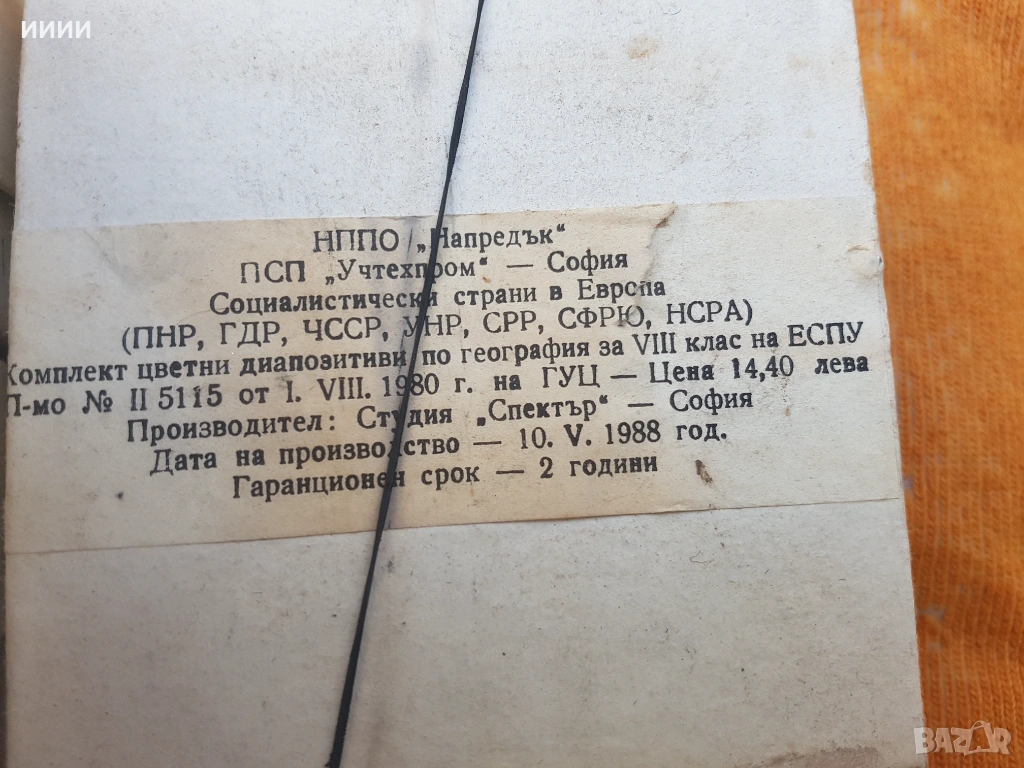 ииии
НППО „Напредък“
ПСП „Учтехпром“ — София
Социалистически страни в Европа
(ПНР, ГДР, ЧССР, УНР, СРР, СФРЮ, НСРА)
Комплект цветни диапозитиви по география за VIII клас на ЕСПУ
П-мо № II 5115 от I. VIII. 1980 г. на ГУЦ — Цена 14,40 лева
Производител: Студия „Спектър“ — София
Дата на производство — 10. V. 1988 год.
Гаранционен срок — 2 години
BAZAR